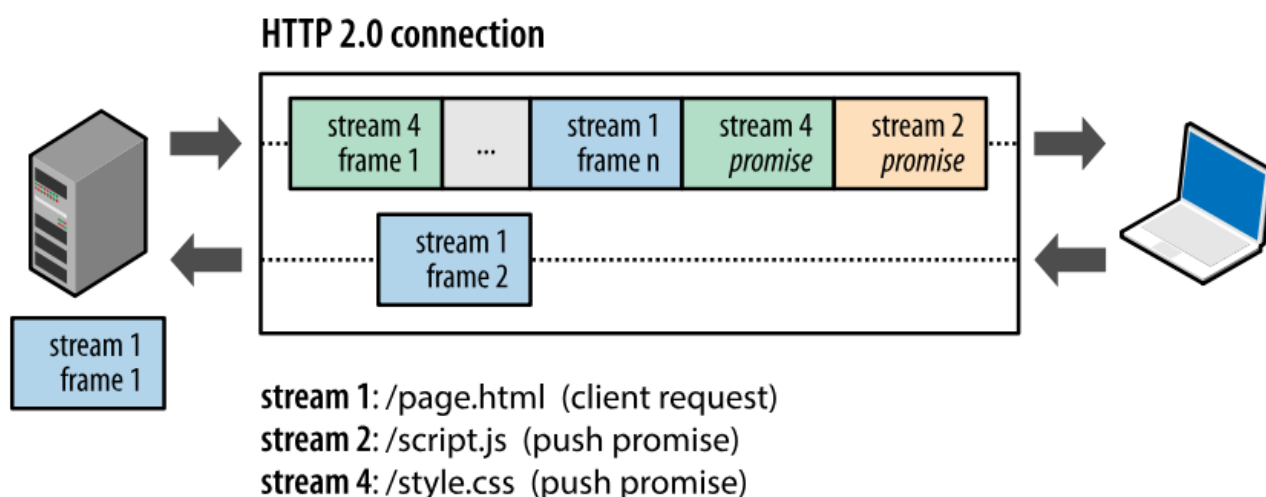 HTTP 2.0 connection
stream 4
frame 1
...
stream 1
frame n
stream 4
promise
stream 2
promise
stream 1
frame 2
stream 1
frame 1
stream 1: /page.html (client request)
stream 2: /script.js (push promise)
stream 4: /style.css (push promise)